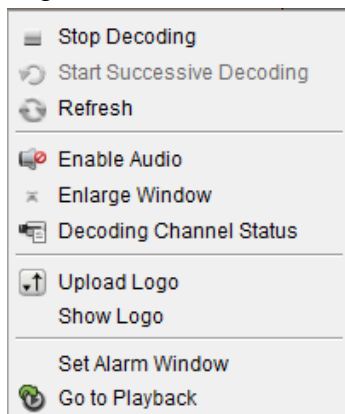 Stop Decoding
Start Successive Decoding
Refresh
Enable Audio
Enlarge Window
Decoding Channel Status
Upload Logo
Show Logo
Set Alarm Window
Go to Playback